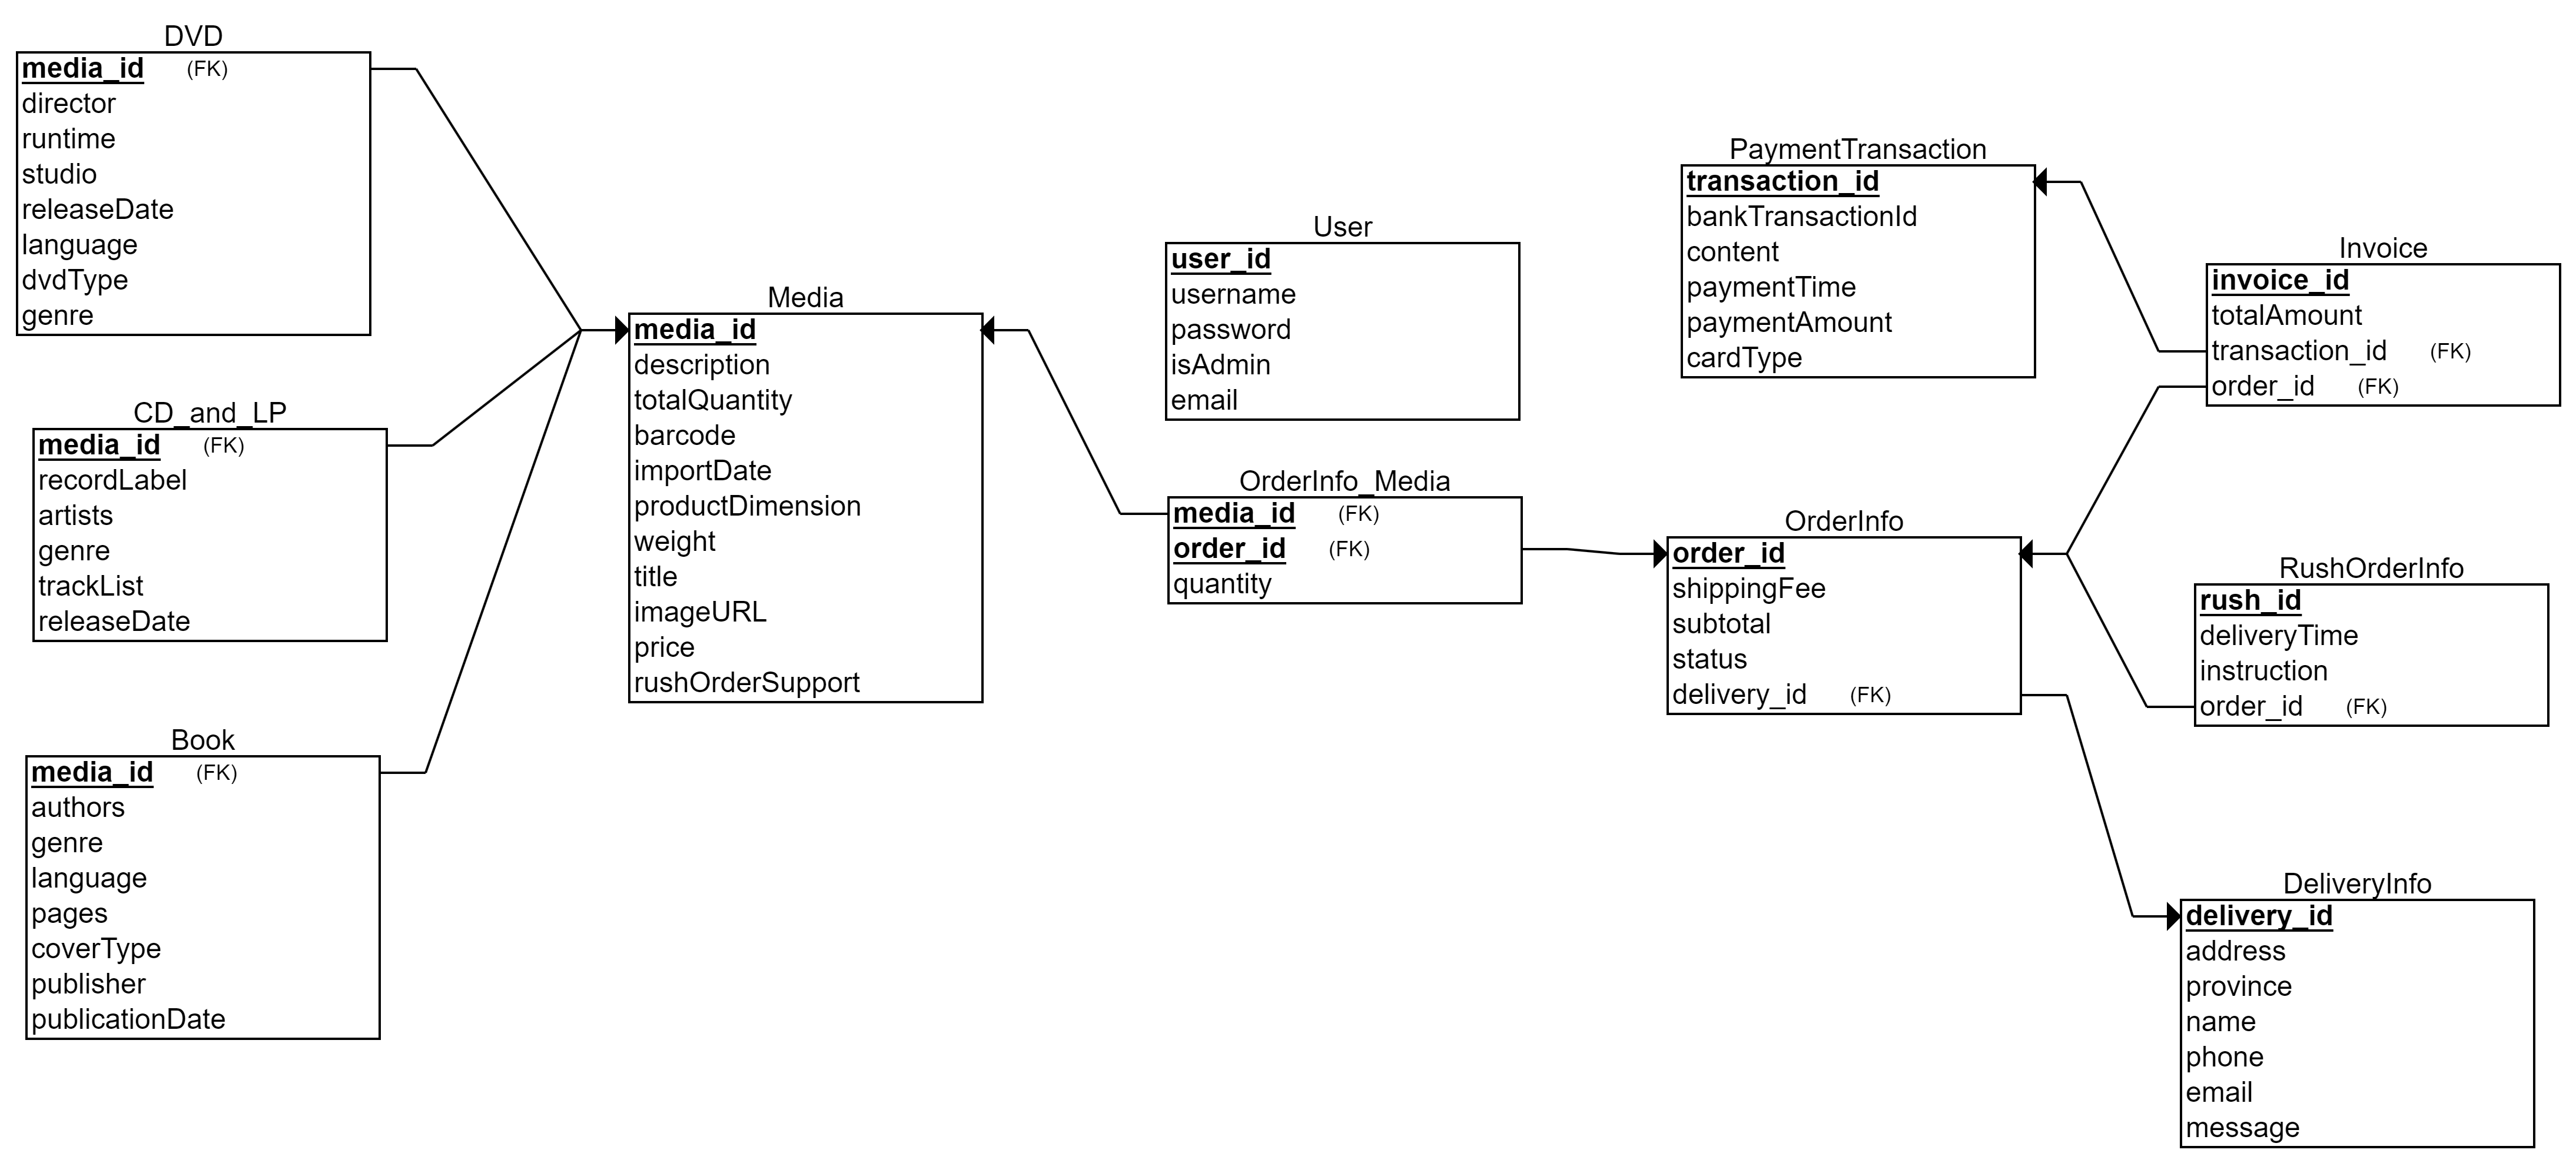 DVD
media_id (FK)
director
runtime
studio
releaseDate
language
dvdType
genre
CD_and_LP
media_id (FK)
recordLabel
artists
genre
trackList
releaseDate
Book
media_id (FK)
authors
genre
language
pages
coverType
publisher
publicationDate
Media
media_id
description
totalQuantity
barcode
importDate
productDimension
weight
title
imageURL
price
rushOrderSupport
User
user_id
username
password
isAdmin
email
OrderInfo_Media
media_id (FK)
order_id (FK)
quantity
PaymentTransaction
transaction_id
bankTransactionId
content
paymentTime
paymentAmount
cardType
OrderInfo
order_id
shippingFee
subtotal
status
delivery_id (FK)
Invoice
invoice_id
totalAmount
transaction_id (FK)
order_id (FK)
RushOrderInfo
rush_id
deliveryTime
instruction
order_id (FK)
DeliveryInfo
delivery_id
address
province
name
phone
email
message